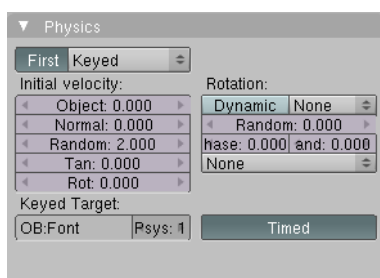 Physics
First Keyed
Initial velocity: Rotation:
Object: 0.000 Dynamic None
Normal: 0.000 Random: 0.000
Random: 2.000 hase: 0.000 and: 0.000
Tan: 0.000 None
Rot: 0.000
Keyed Target:
OB:Font Psys: 1 Timed